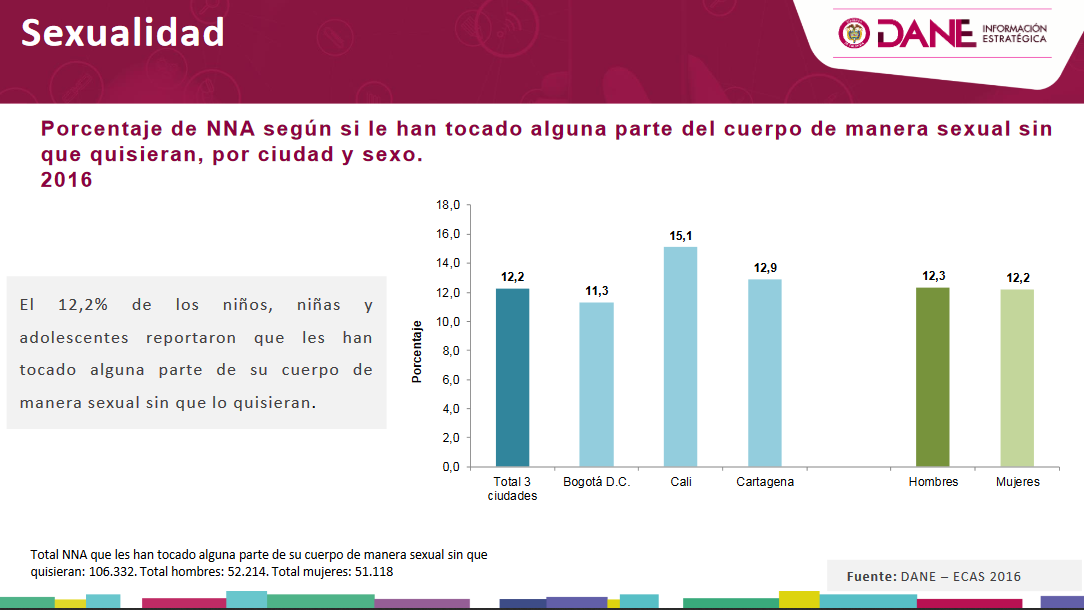 Sexualidad
DANE
INFORMACIÓN
ESTRATÉGICA
Porcentaje de NNA según si le han tocado alguna parte del cuerpo de manera sexual sin
que quisieran, por ciudad y sexo.
2016
El 12,2% de los niños, niñas y
adolescentes reportaron que les han
tocado alguna parte de su cuerpo de
manera sexual sin que lo quisieran.
Porcentaje
18,0
16,0
14,0
12,0
10,0
8,0
6,0
4,0
2,0
0,0
12,2
11,3
15,1
12,9
12,3
12,2
Total 3
ciudades
Bogotá D.C.
Cali
Cartagena
Hombres
Mujeres
Total NNA que les han tocado alguna parte de su cuerpo de manera sexual sin que
quisieran: 106.332. Total hombres: 52.214. Total mujeres: 51.118
Fuente: DANE – ECAS 2016